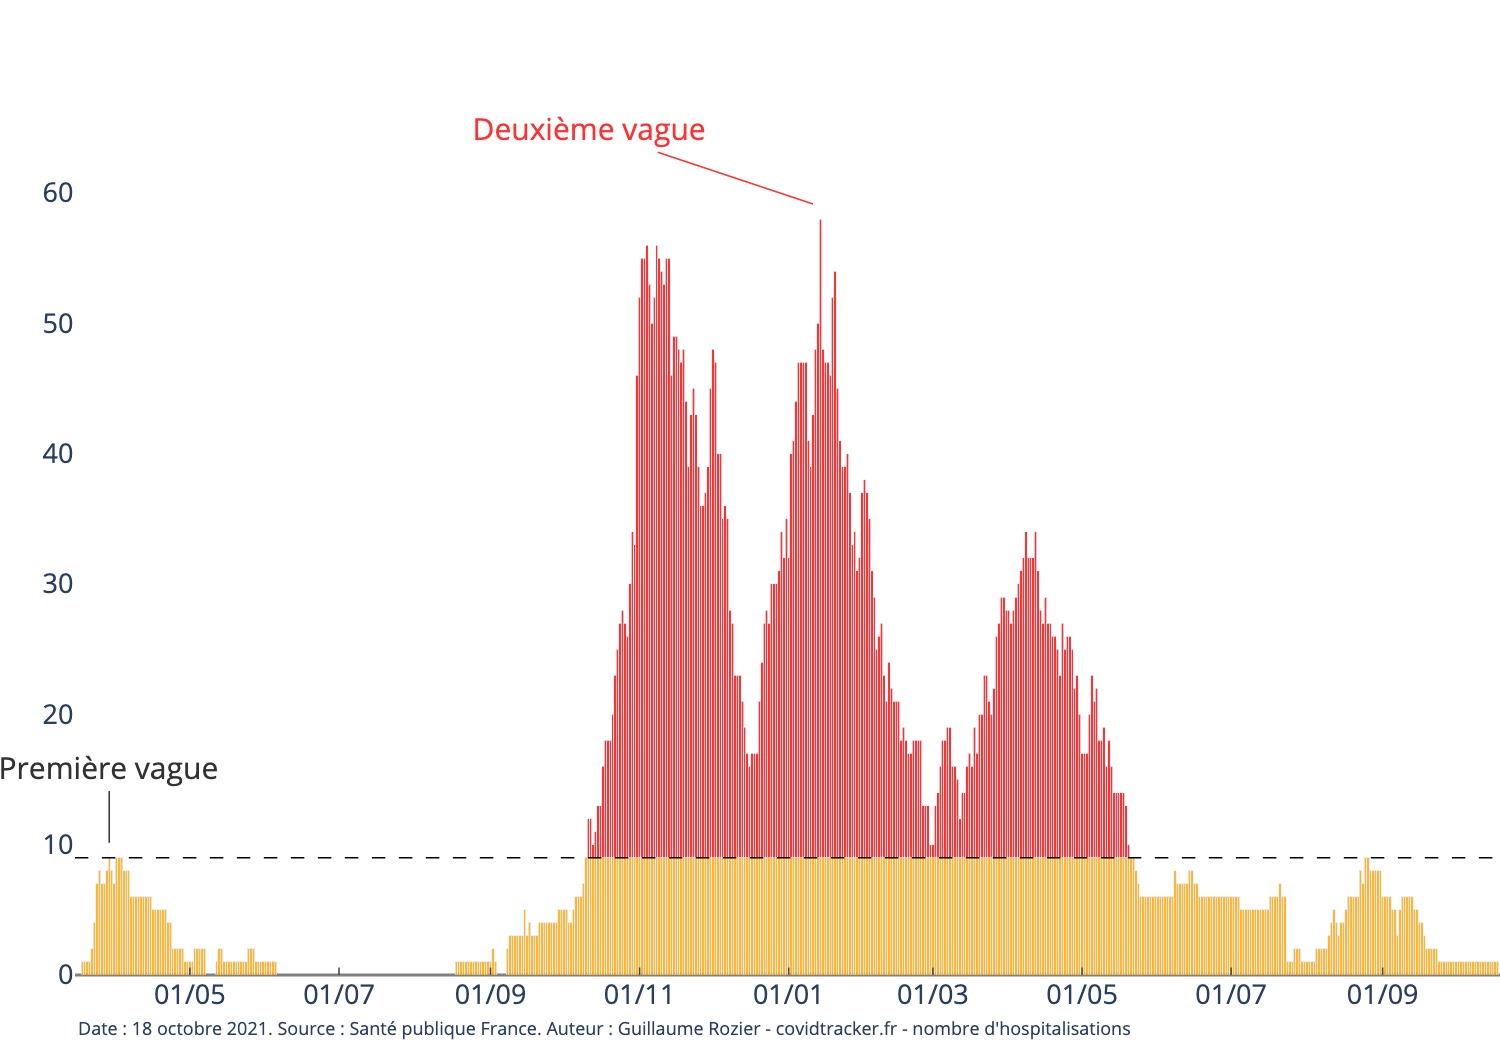 Deuxième vague
60
50
40
30
20
Première vague
10
0
01/05 01/07 01/09 01/11 01/01 01/03 01/05 01/07 01/09
Date : 18 octobre 2021. Source : Santé publique France. Auteur : Guillaume Rozier - covidtracker.fr - nombre d'hospitalisations